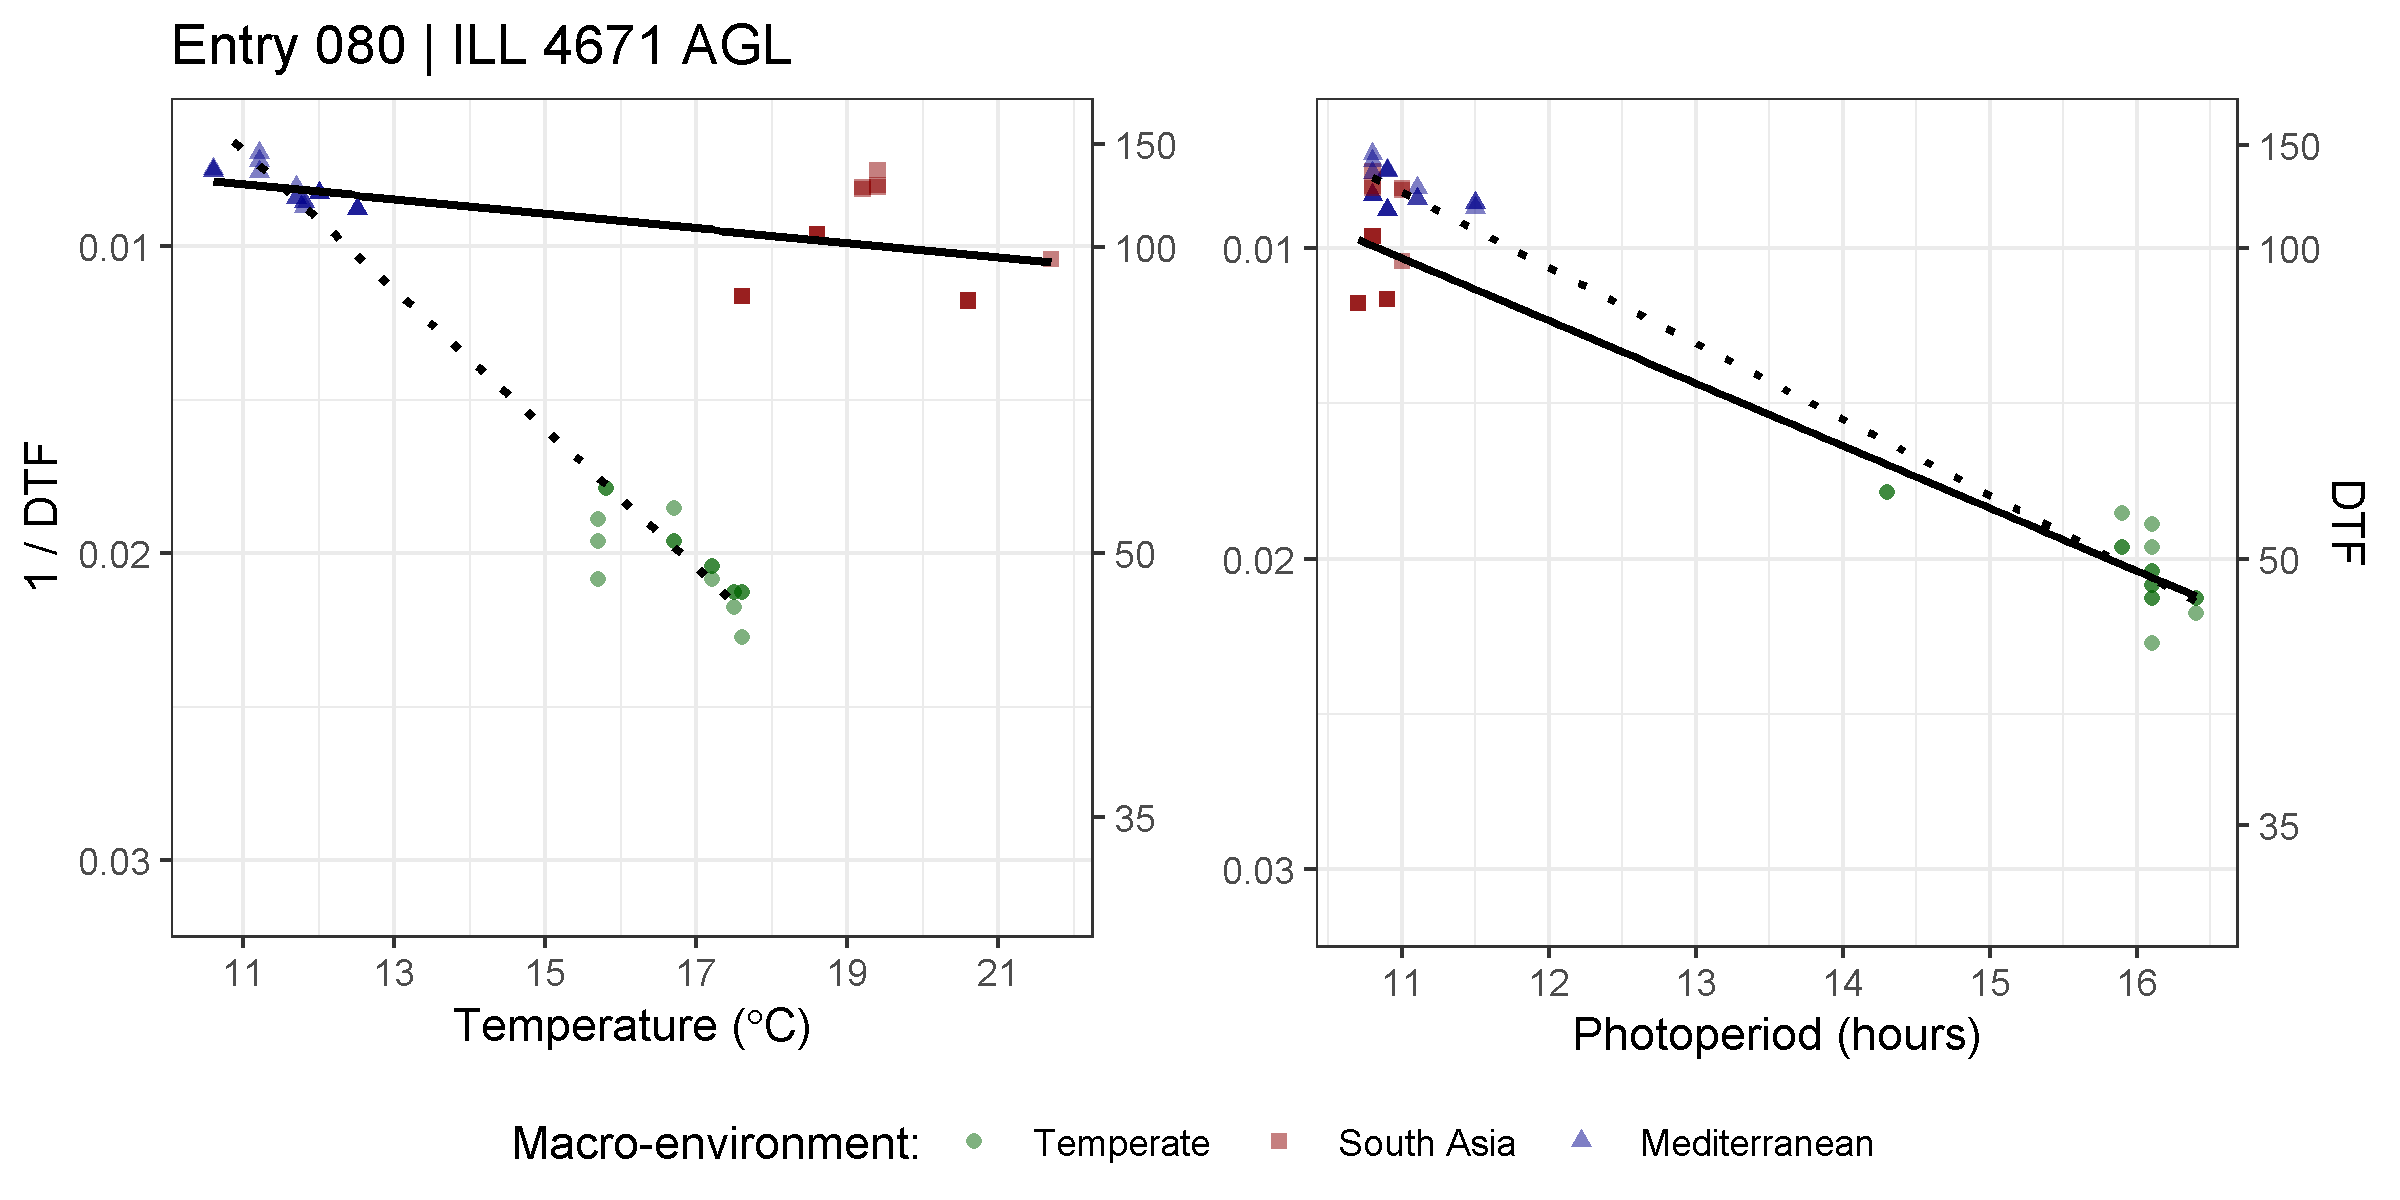 Entry 080 | ILL 4671 AGL
1 / DTF
0.01
0.02
0.03
150
100
50
35
11 13 15 17 19 21
Temperature (°C)
0.01
0.02
0.03
150
100
50
35
DTF
11 12 13 14 15 16
Photoperiod (hours)
Macro-environment: Temperate South Asia Mediterranean